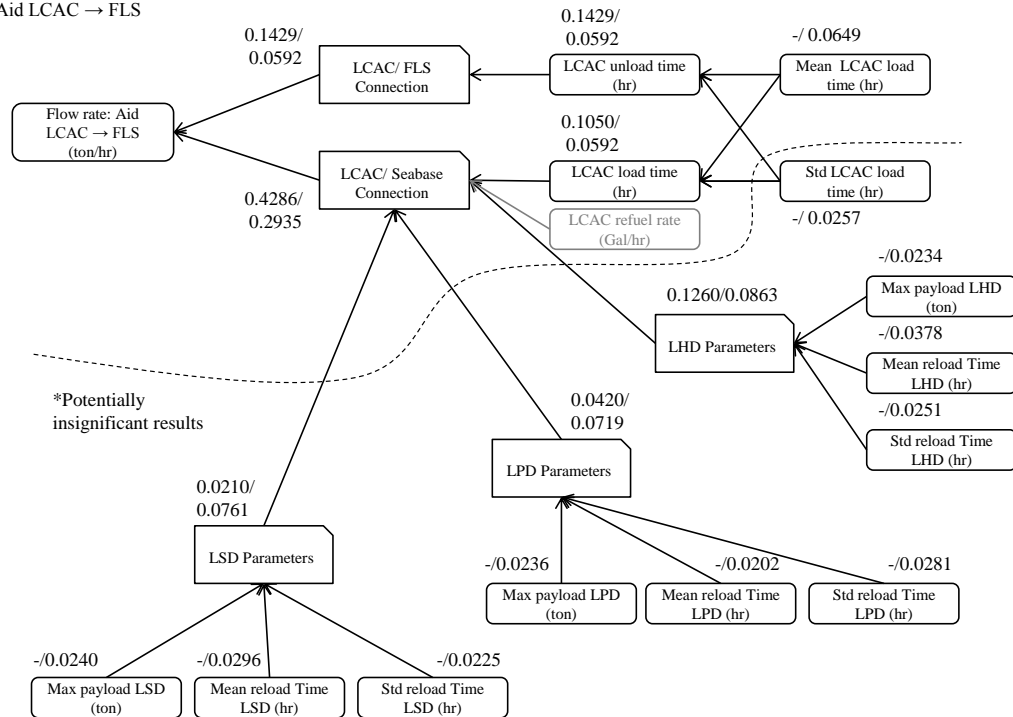 Aid LCAC → FLS
0.1429/
0.0592
0.1429/
0.0592
-/ 0.0649
LCAC/ FLS
Connection
LCAC unload time
(hr)
Mean LCAC load
time (hr)
Flow rate: Aid
LCAC → FLS
(ton/hr)
0.1050/
0.0592
LCAC/ Seabase
Connection
LCAC load time
(hr)
Std LCAC load
time (hr)
0.4286/
0.2935
LCAC refuel rate
(Gal/hr)
-/ 0.0257
-/0.0234
0.1260/0.0863
Max payload LHD
(ton)
-/0.0378
LHD Parameters
Mean reload Time
LHD (hr)
*Potentially
insignificant results
0.0420/
0.0719
-/0.0251
Std reload Time
LHD (hr)
LPD Parameters
0.0210/
0.0761
LSD Parameters
-/0.0236
-/0.0202
-/0.0281
Max payload LPD
(ton)
Mean reload Time
LPD (hr)
Std reload Time
LPD (hr)
-/0.0240
-/0.0296
-/0.0225
Max payload LSD
(ton)
Mean reload Time
LSD (hr)
Std reload Time
LSD (hr)